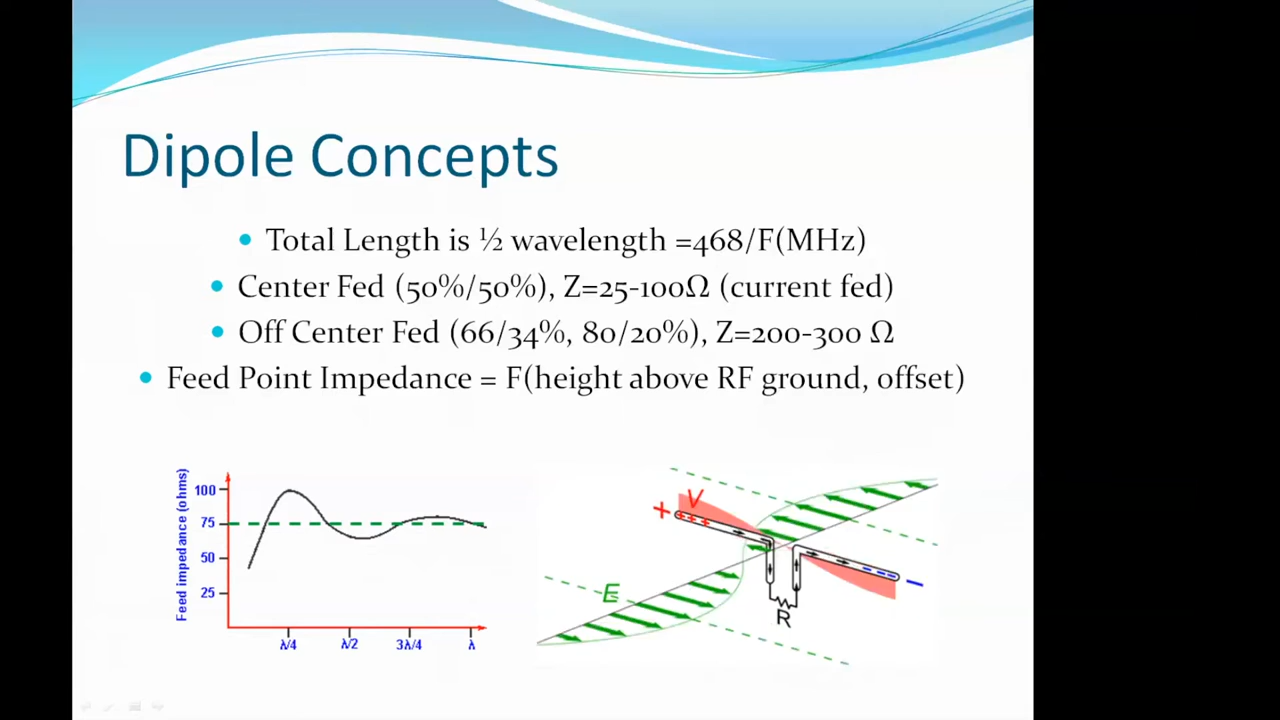 Dipole Concepts
• Total Length is ½ wavelength =468/F(MHz)
• Center Fed (50%/50%), Z=25-100Ω (current fed)
• Off Center Fed (66/34%, 80/20%), Z=200-300 Ω
• Feed Point Impedance = F(height above RF ground, offset)
Feed impedance (ohms)
100
75
50
25
λ/4
λ/2
3λ/4
λ
+ V
+ + +
E
R
−